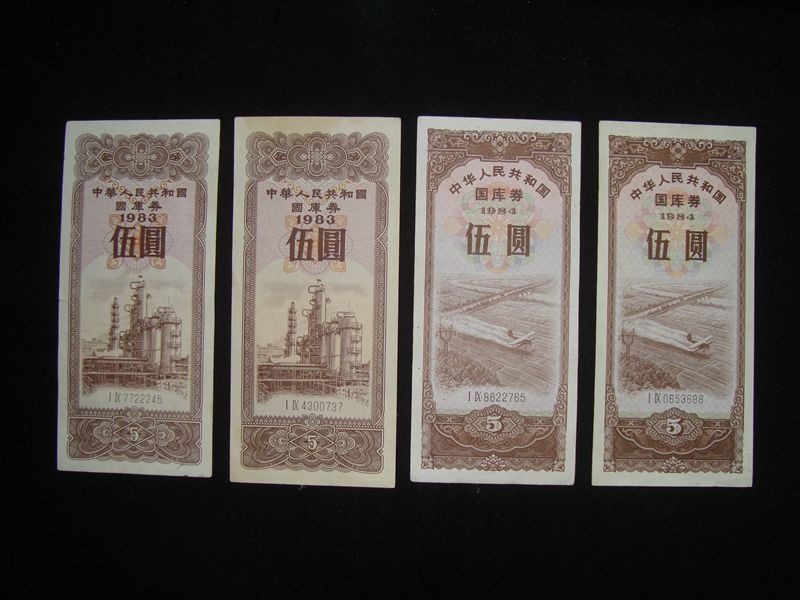 中華人民共和國
國庫券
1983
伍圓
I IX 7722245
5
中華人民共和國
國庫券
1983
伍圓
I IX 4300737
5
中华人民共和国
国库券
1984
伍圆
I IX 8622765
5
中华人民共和国
国库券
1984
伍圆
I IX 0653698
5